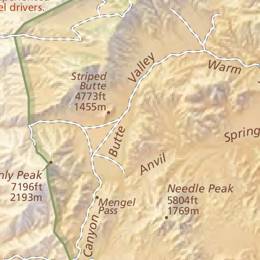 el drivers.
Striped
Butte
4773ft
1455m
Butte
Valley
Warm
Spring
Anvil
nly Peak
7196ft
2193m
Mengel
Pass
Needle Peak
5804ft
1769m
Canyon